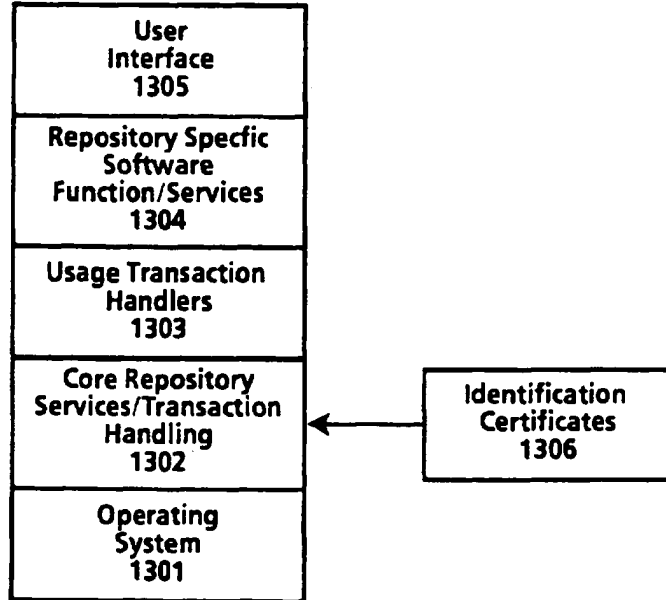 User
Interface
1305
Repository Specfic
Software
Function/Services
1304
Usage Transaction
Handlers
1303
Core Repository
Services/Transaction
Handling
1302
Identification
Certificates
1306
Operating
System
1301